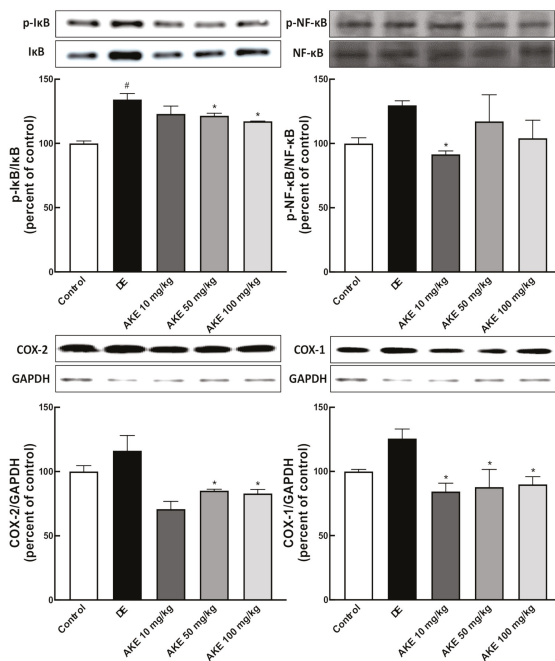 p-IκB
IκB
p-IκB/IκB
(percent of control)
150
100
50
0
#
*
*
Control
DE
AKE 10 mg/kg
AKE 50 mg/kg
AKE 100 mg/kg
p-NF-κB
NF-κB
p-NF-κB/NF-κB
(percent of control)
150
100
50
0
*
Control
DE
AKE 10 mg/kg
AKE 50 mg/kg
AKE 100 mg/kg
COX-2
GAPDH
COX-2/GAPDH
(percent of control)
150
100
50
0
*
*
Control
DE
AKE 10 mg/kg
AKE 50 mg/kg
AKE 100 mg/kg
COX-1
GAPDH
COX-1/GAPDH
(percent of control)
150
100
50
0
*
*
*
Control
DE
AKE 10 mg/kg
AKE 50 mg/kg
AKE 100 mg/kg